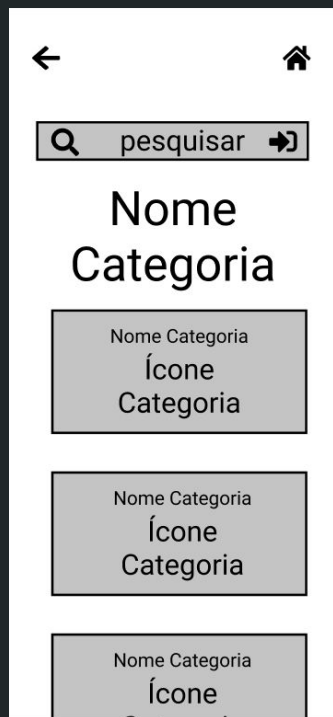 pesquisar
Nome
Categoria
Nome Categoria
Ícone
Categoria
Nome Categoria
Ícone
Categoria
Nome Categoria
Ícone